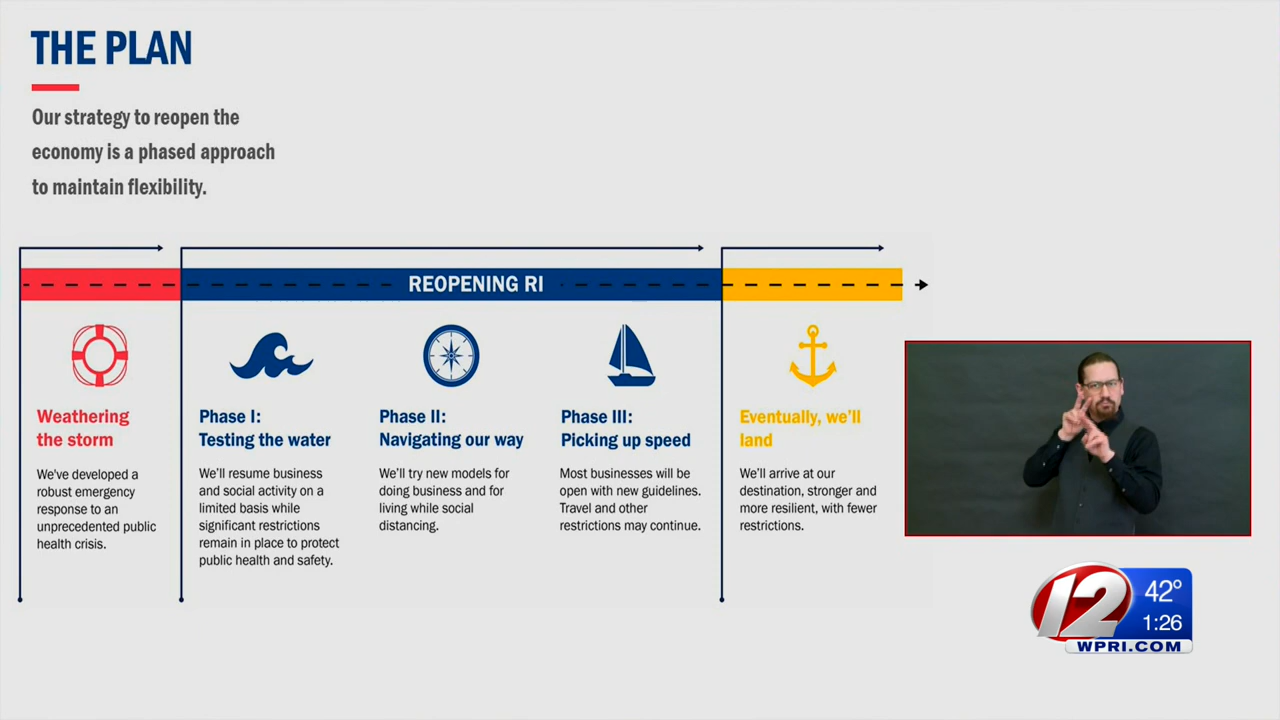 THE PLAN
Our strategy to reopen the
economy is a phased approach
to maintain flexibility.
REOPENING RI
Weathering
the storm
We've developed a
robust emergency
response to an
unprecedented public
health crisis.
Phase I:
Testing the water
We'll resume business
and social activity on a
limited basis while
significant restrictions
remain in place to protect
public health and safety.
Phase II:
Navigating our way
We'll try new models for
doing business and for
living while social
distancing.
Phase III:
Picking up speed
Most businesses will be
open with new guidelines.
Travel and other
restrictions may continue.
Eventually, we'll
land
We'll arrive at our
destination, stronger and
more resilient, with fewer
restrictions.
12
42°
1:26
WPRI.COM